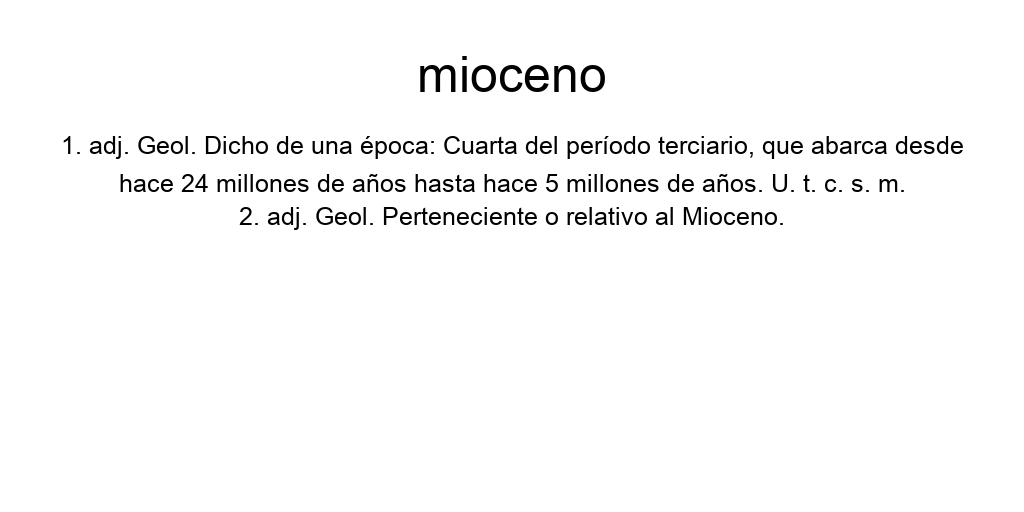 mioceno
1. adj. Geol. Dicho de una época: Cuarta del período terciario, que abarca desde
hace 24 millones de años hasta hace 5 millones de años. U. t. c. s. m.
2. adj. Geol. Perteneciente o relativo al Mioceno.